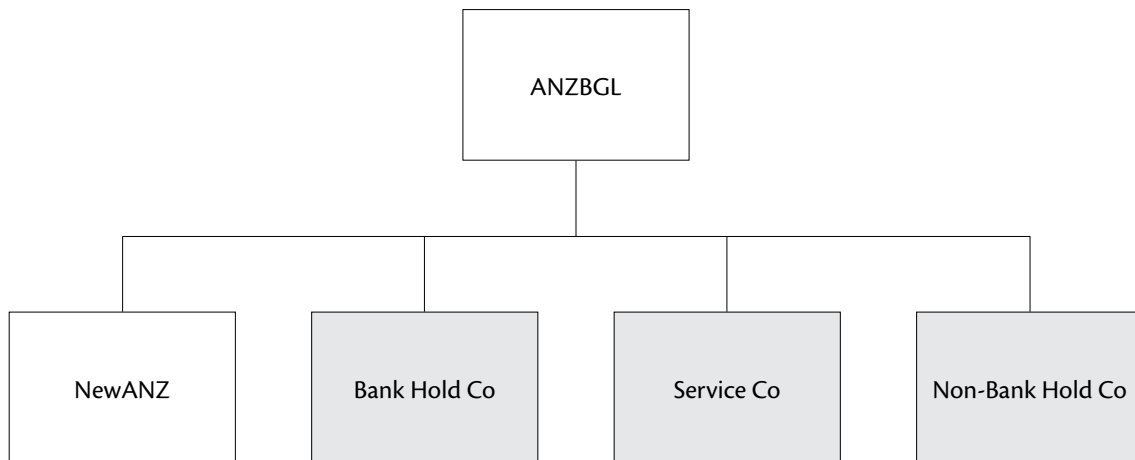 ANZBGL
NewANZ
Bank Hold Co
Service Co
Non-Bank Hold Co